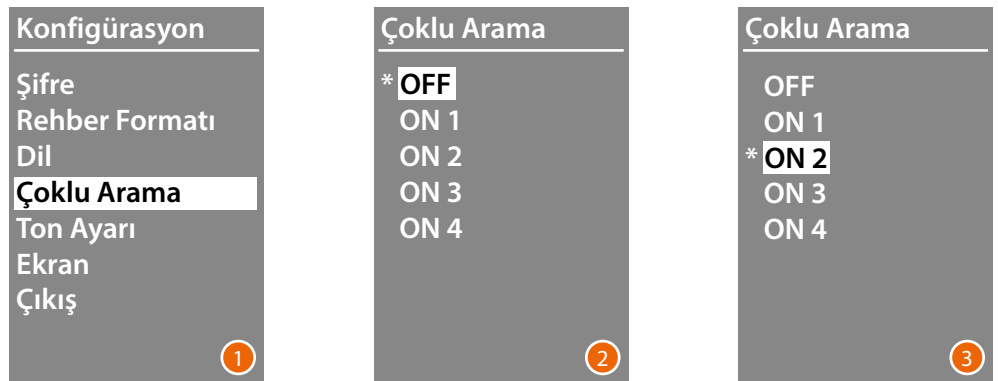 Konfigürasyon
Şifre
Rehber Formatı
Dil
Çoklu Arama
Ton Ayarı
Ekran
Çıkış
1
Çoklu Arama
* OFF
ON 1
ON 2
ON 3
ON 4
2
Çoklu Arama
OFF
ON 1
* ON 2
ON 3
ON 4
3